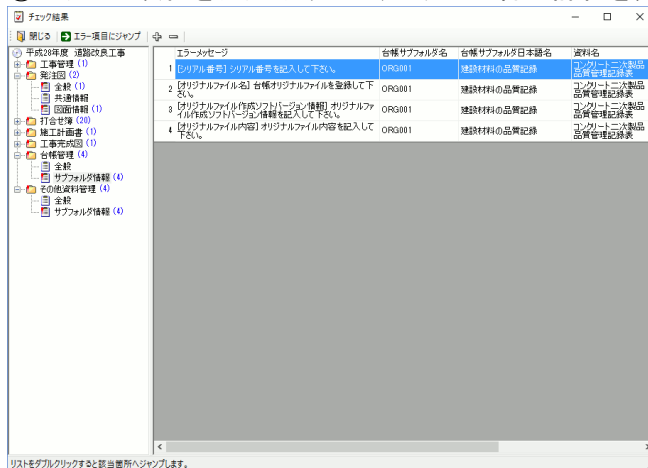 チェック結果
閉じる エラー項目にジャンプ
平成28年度 道路改良工事
工事管理 (1)
発注図 (2)
全般 (1)
共通情報
図面情報 (1)
打合せ簿 (20)
施工計画書 (1)
工事完成図 (1)
台帳管理 (4)
全般
サブフォルダ情報 (4)
その他資料管理 (4)
全般
サブフォルダ情報 (4)
エラーメッセージ 台帳サブフォルダ名 台帳サブフォルダ日本語名 資料名
1 [シリアル番号] シリアル番号を記入して下さい。 ORG001 建設材料の品質記録 コンクリート二次製品
品質管理記録表
2 [オリジナルファイル名] 台帳オリジナルファイルを登録して下
さい。 ORG001 建設材料の品質記録 コンクリート二次製品
品質管理記録表
3 [オリジナルファイル作成ソフトバージョン情報] オリジナルファ
イル作成ソフトバージョン情報を記入して下さい。 ORG001 建設材料の品質記録 コンクリート二次製品
品質管理記録表
4 [オリジナルファイル内容] オリジナルファイル内容を記入して
下さい。 ORG001 建設材料の品質記録 コンクリート二次製品
品質管理記録表
リストをダブルクリックすると該当箇所へジャンプします。